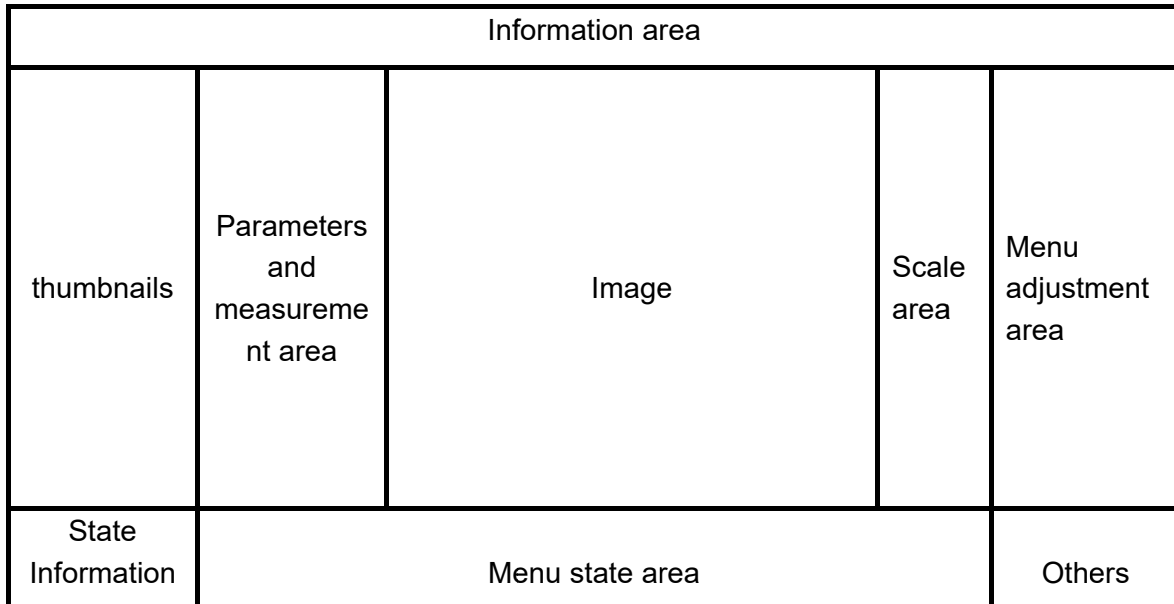 Information area
thumbnails
Parameters
and
measureme
nt area
Image
Scale
area
Menu
adjustment
area
State
Information
Menu state area
Others